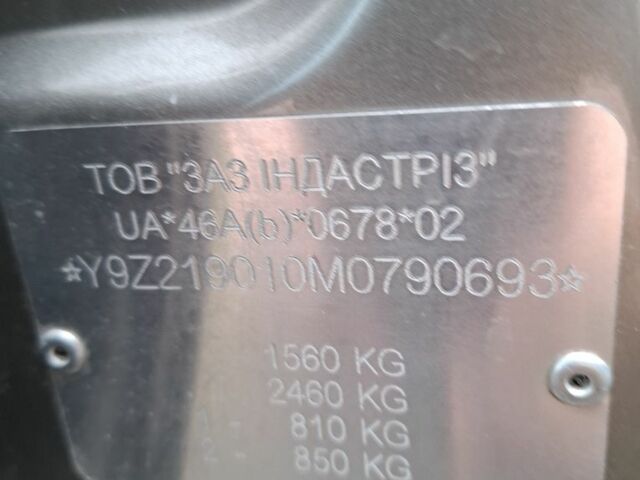 ТОВ "ЗАЗ ІНДАСТРІЗ"
UA*46A(b)*0678*02
☆Y9Z219010M0790693☆
1560 KG
2460 KG
1 - 810 KG
2 - 850 KG